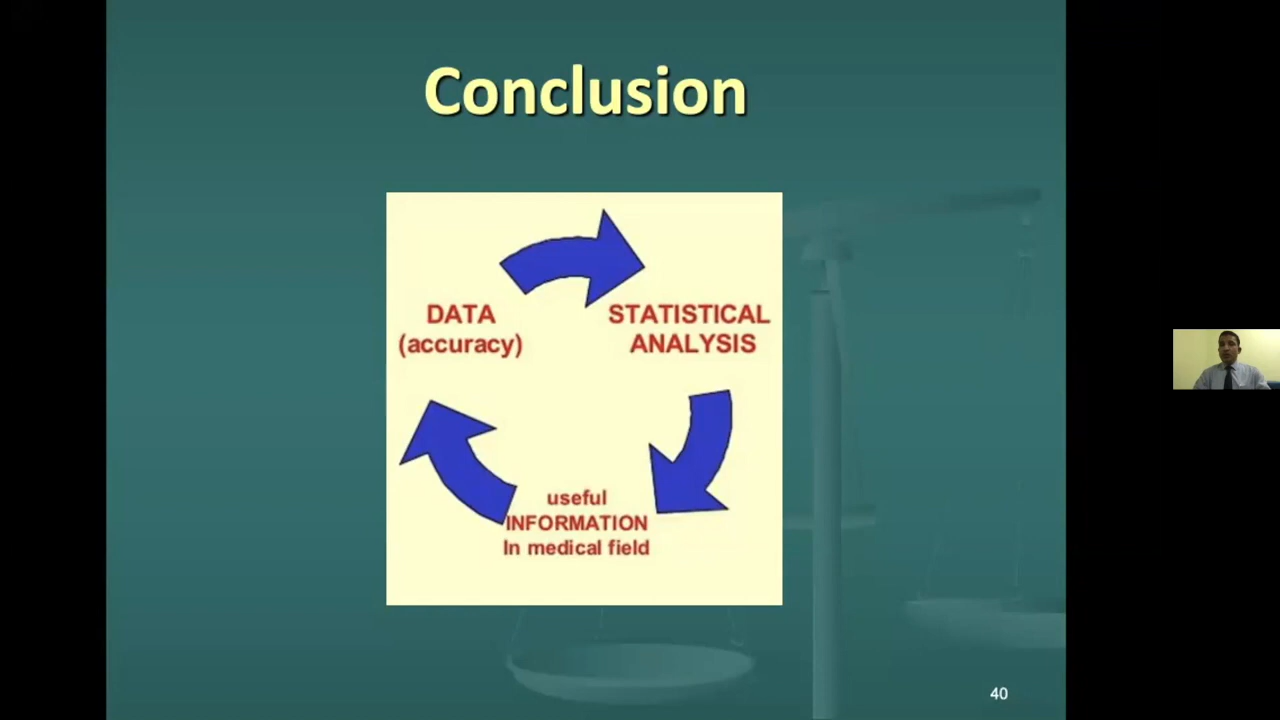 Conclusion
DATA
(accuracy)
STATISTICAL
ANALYSIS
useful
INFORMATION
In medical field
40